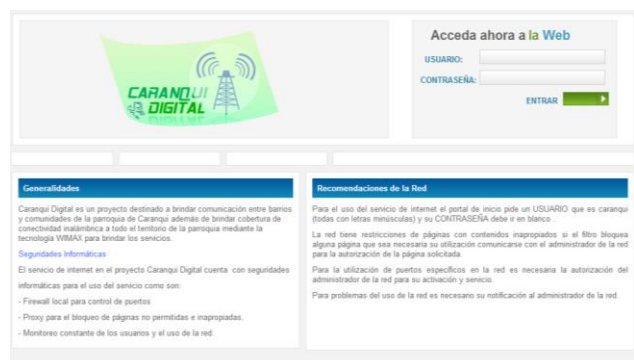 CARANQUI
DIGITAL
Acceda ahora a la Web
USUARIO:
CONTRASEÑA:
ENTRAR
Generalidades
Caranqui Digital es un proyecto destinado a brindar comunicación entre barrios
y comunidades de la parroquia de Caranqui además de brindar cobertura de
conectividad inalámbrica a todo el territorio de la parroquia mediante la
tecnología WIMAX para brindar los servicios.
Seguridades Informáticas
El servicio de internet en el proyecto Caranqui Digital cuenta con seguridades
informáticas para el uso del servicio como son:
- Firewall local para control de puertos
- Proxy para el bloqueo de páginas no permitidas e inapropiadas.
- Monitoreo constante de los usuarios y el uso de la red.
Recomendaciones de la Red
Para el uso del servicio de internet el portal de inicio pide un USUARIO que es caranqui
(todas con letras minúsculas) y su CONTRASEÑA debe ir en blanco .
La red tiene restricciones de páginas con contenidos inapropiados si el filtro bloquea
alguna página que sea necesaria su utilización comunicarse con el administrador de la red
para la autorización de la página solicitada.
Para la utilización de puertos específicos en la red es necesaria la autorización del
administrador de la red para su activación y servicio.
Para problemas del uso de la red es necesario su notificación al administrador de la red.